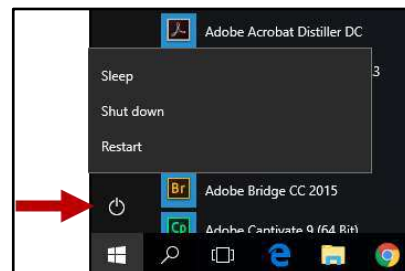 Adobe Acrobat Distiller DC
3
Sleep
Shut down
Restart
Br Adobe Bridge CC 2015
Cp Adobe Captivate 9 (64 Bit)